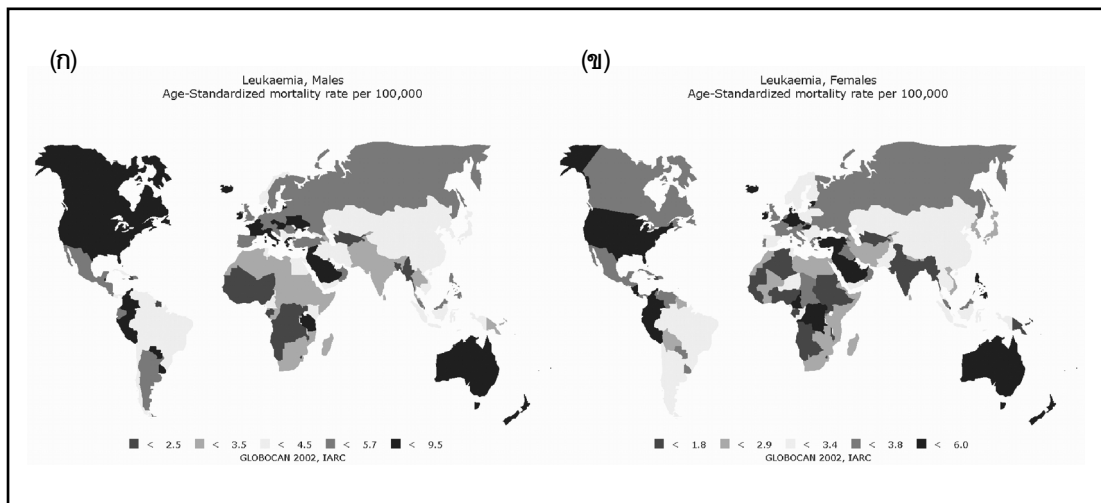 (ก)
Leukaemia, Males
Age-Standardized mortality rate per 100,000
< 2.5 < 3.5 < 4.5 < 5.7 < 9.5
GLOBOCAN 2002, IARC
(ข)
Leukaemia, Females
Age-Standardized mortality rate per 100,000
< 1.8 < 2.9 < 3.4 < 3.8 < 6.0
GLOBOCAN 2002, IARC